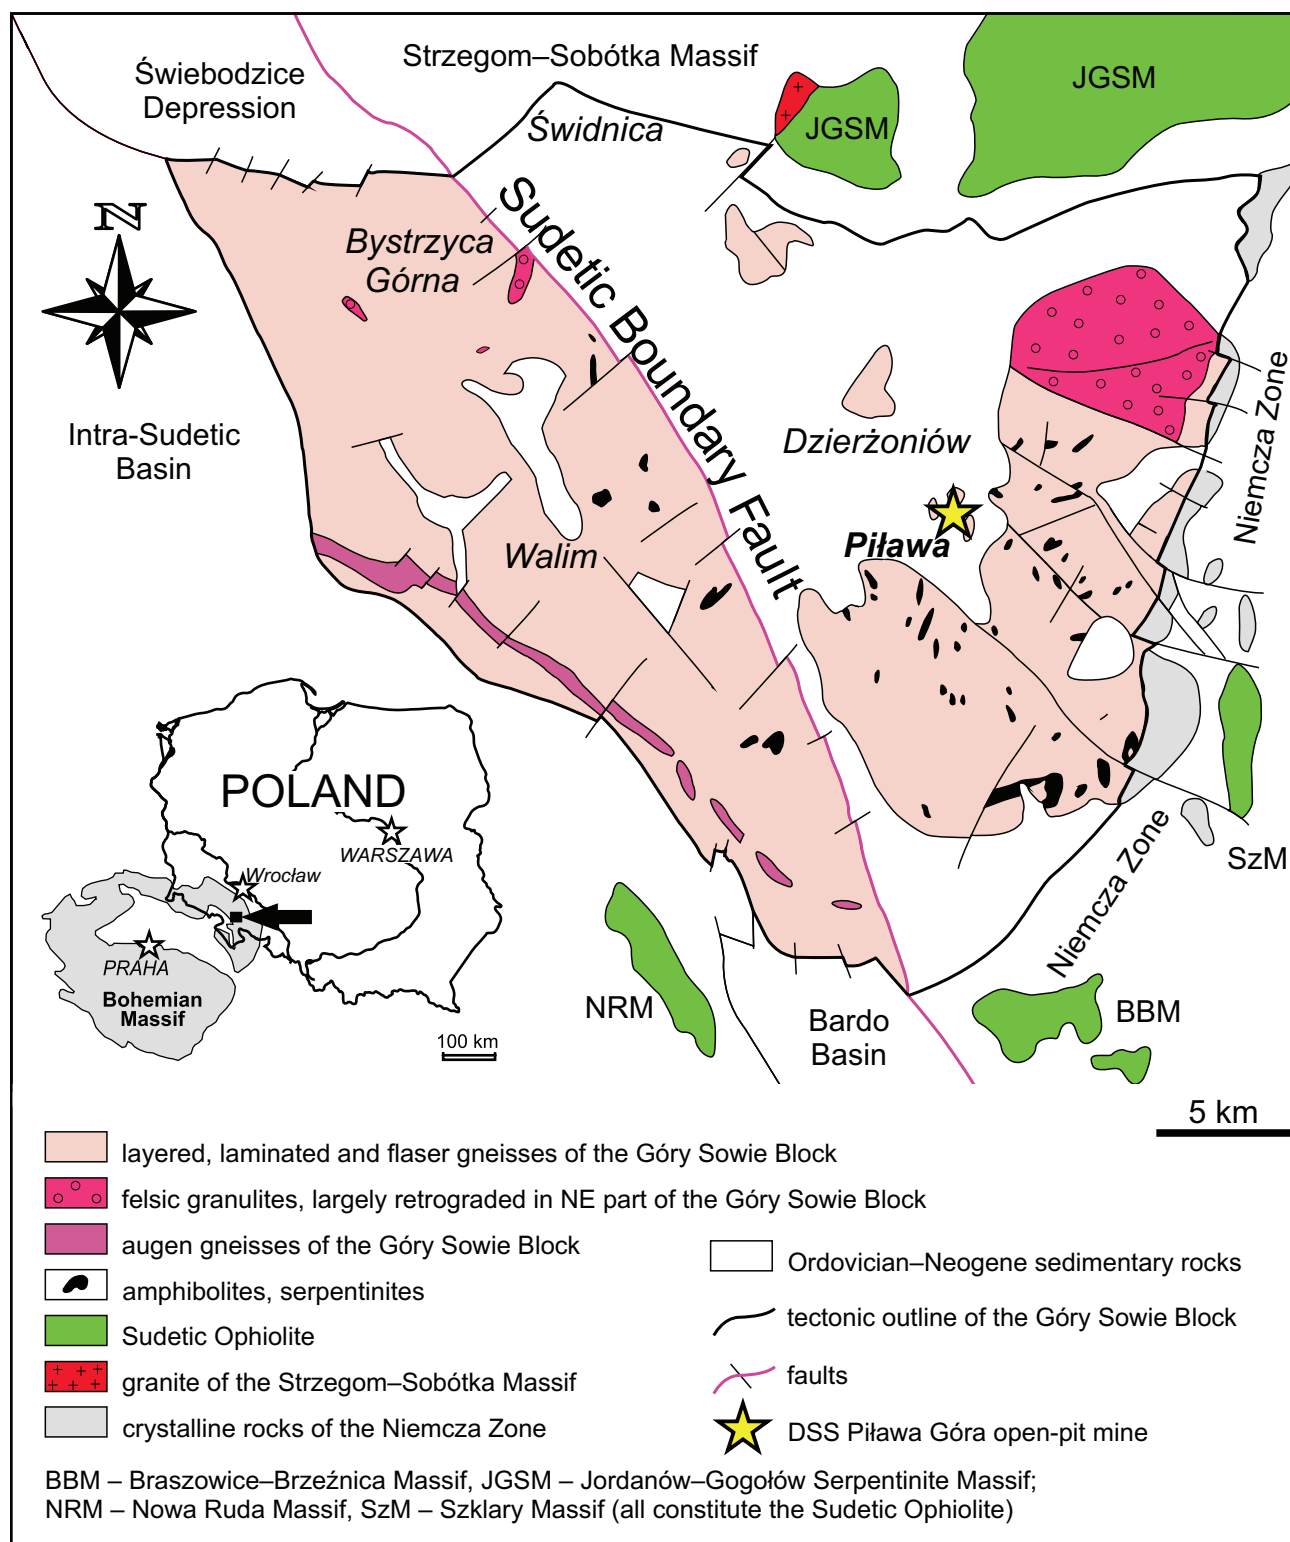 Świebodzice
Depression
Strzegom–Sobótka Massif
JGSM
JGSM
Świdnica
N
Bystrzyca
Górna
Sudetic Boundary Fault
Intra-Sudetic
Basin
Dzierżoniów
Niemcza Zone
Piława
Walim
POLAND
WARSZAWA
Wrocław
PRAHA
Bohemian
Massif
100 km
SzM
Niemcza Zone
NRM
Bardo
Basin
BBM
5 km
layered, laminated and flaser gneisses of the Góry Sowie Block
felsic granulites, largely retrograded in NE part of the Góry Sowie Block
augen gneisses of the Góry Sowie Block
amphibolites, serpentinites
Sudetic Ophiolite
granite of the Strzegom–Sobótka Massif
crystalline rocks of the Niemcza Zone
Ordovician–Neogene sedimentary rocks
tectonic outline of the Góry Sowie Block
faults
DSS Piława Góra open-pit mine
BBM – Braszowice–Brzeźnica Massif, JGSM – Jordanów–Gogołów Serpentinite Massif;
NRM – Nowa Ruda Massif, SzM – Szklary Massif (all constitute the Sudetic Ophiolite)